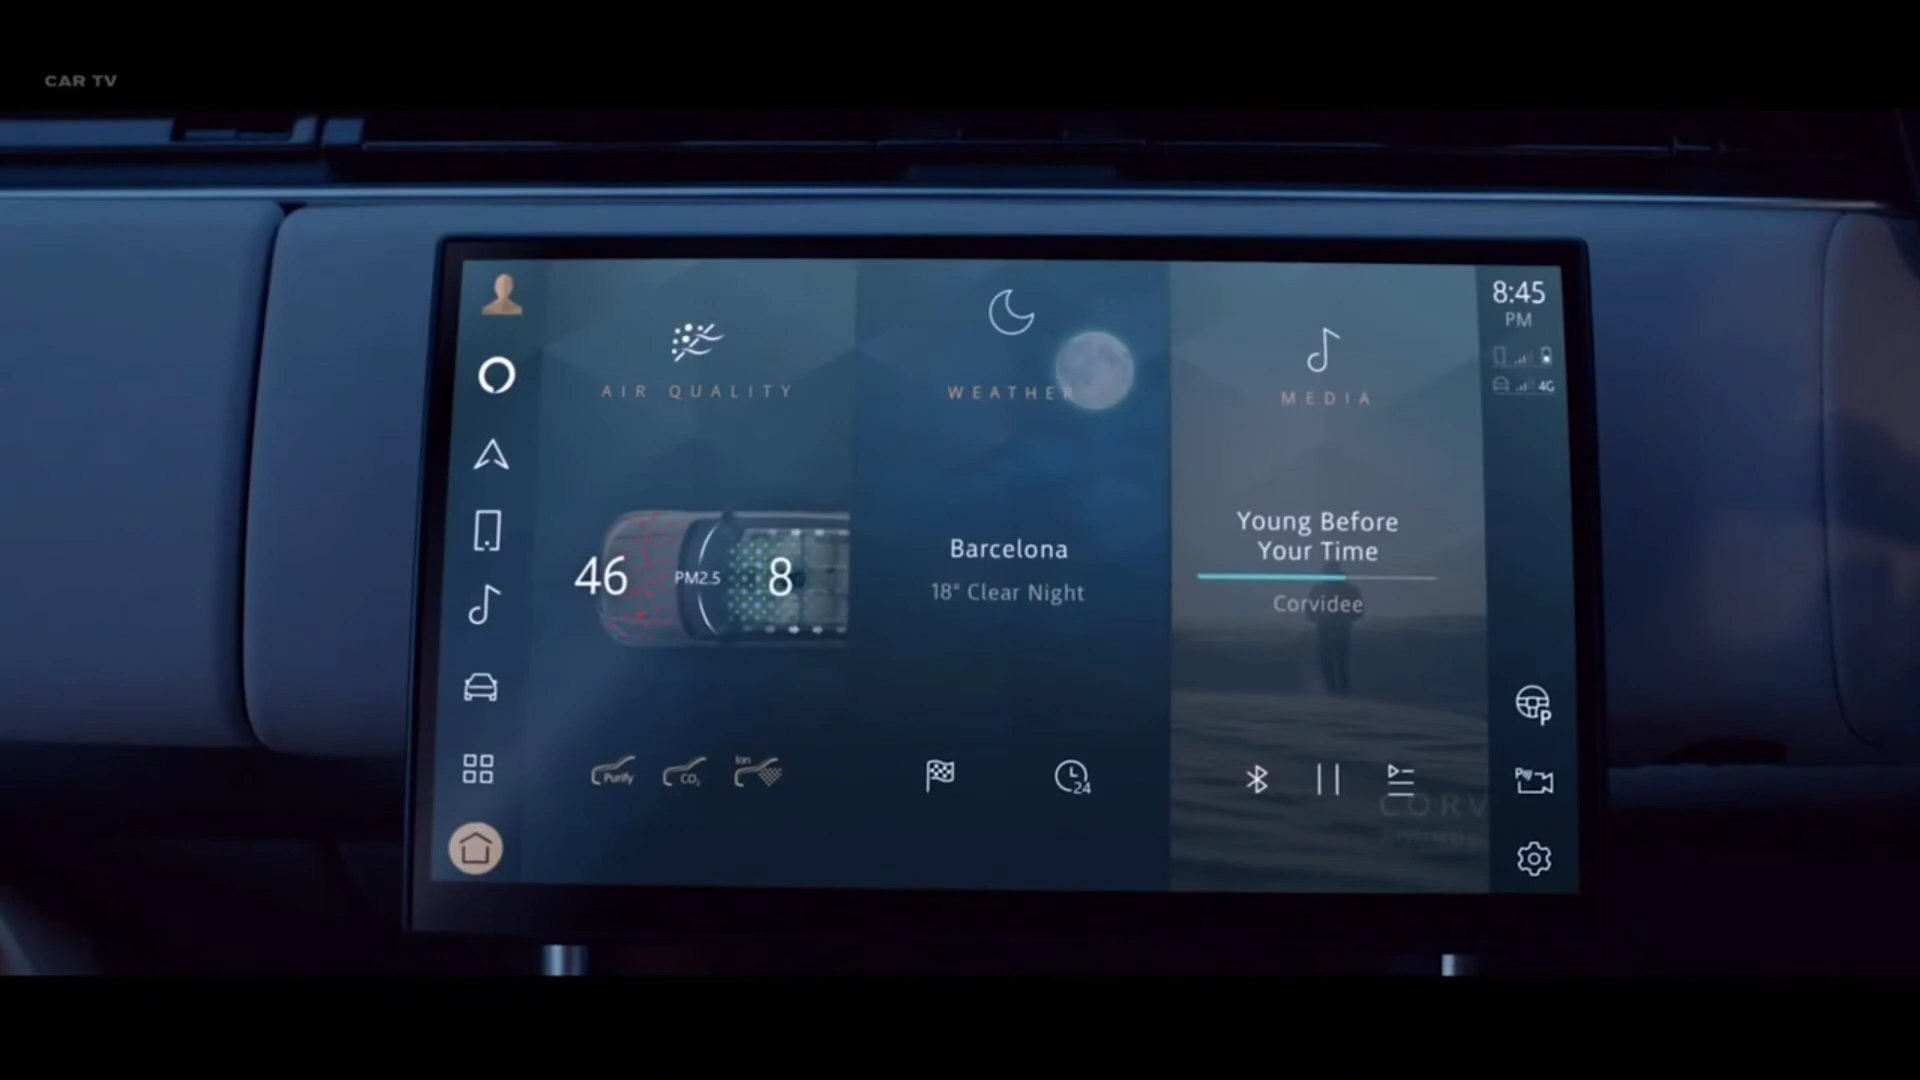 CAR TV
8:45
PM
4G
AIR QUALITY
WEATHER
MEDIA
46
PM2.5
8
Barcelona
18° Clear Night
Young Before
Your Time
Corvidee
Purify
CO₂
Ion
24
P
CORV